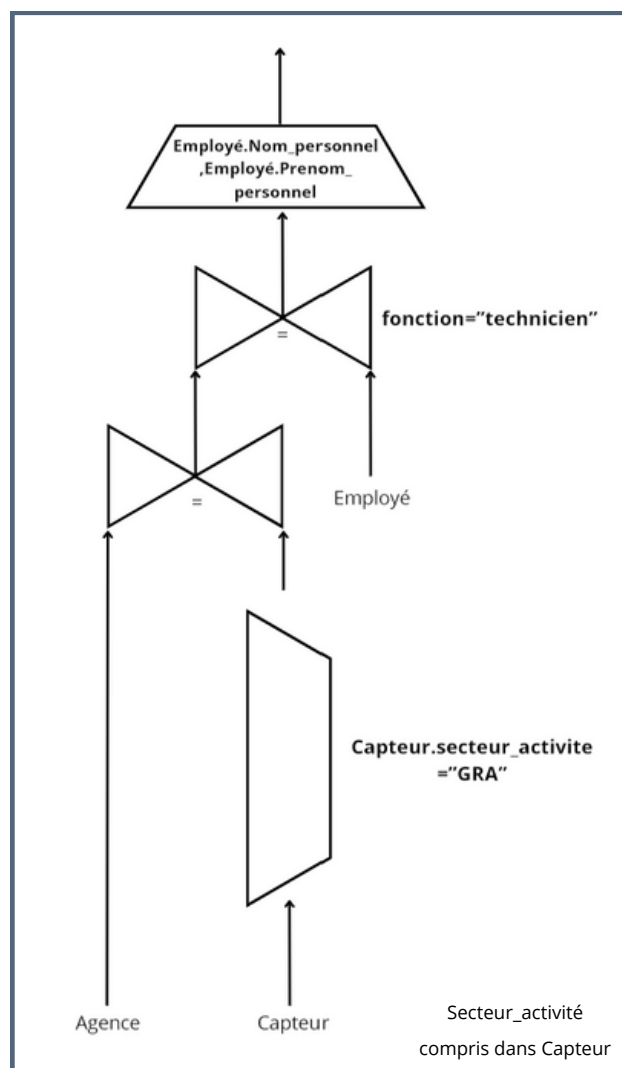 Employé.Nom_personnel
,Employé.Prenom_
personnel
fonction=”technicien”
=
Employé
=
Capteur.secteur_activite
=”GRA”
Agence
Capteur
Secteur_activité
compris dans Capteur